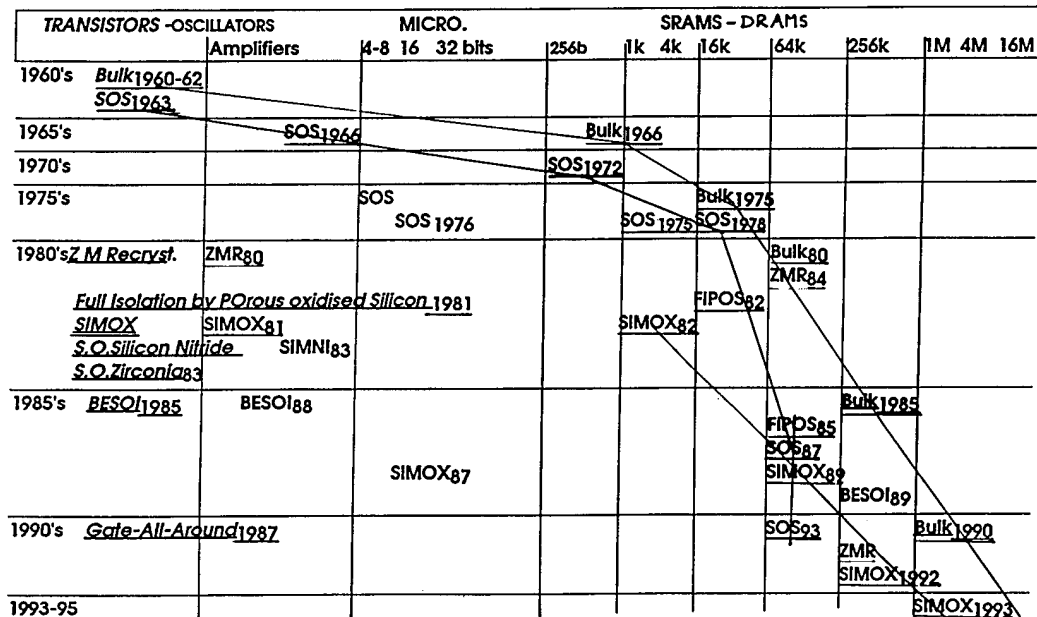 TRANSISTORS -OSCILLATORS MICRO. SRAMS - DRAMS
Amplifiers 4-8 16 32 bits 256b 1k 4k 16k 64k 256k 1M 4M 16M
1960's Bulk1960-62
SOS1963
1965's SOS1966 Bulk1966
1970's SOS1972
1975's SOS Bulk1975
SOS1976 SOS1975 SOS1978
1980's Z M Recryst. ZMR80 Bulk80
ZMR84
Full Isolation by POrous oxidised Silicon 1981 FIPOS82
SIMOX SIMOX81 SIMOX82
S.O.Silicon Nitride SIMNI83
S.O.Zirconia83
1985's BESOI1985 BESOI88 Bulk1985
FIPOS85
SOS87
SIMOX87 SIMOX89
BESOI89
1990's Gate-All-Around1987 SOS93 Bulk1990
ZMR
SIMOX1992
1993-95 SIMOX1993